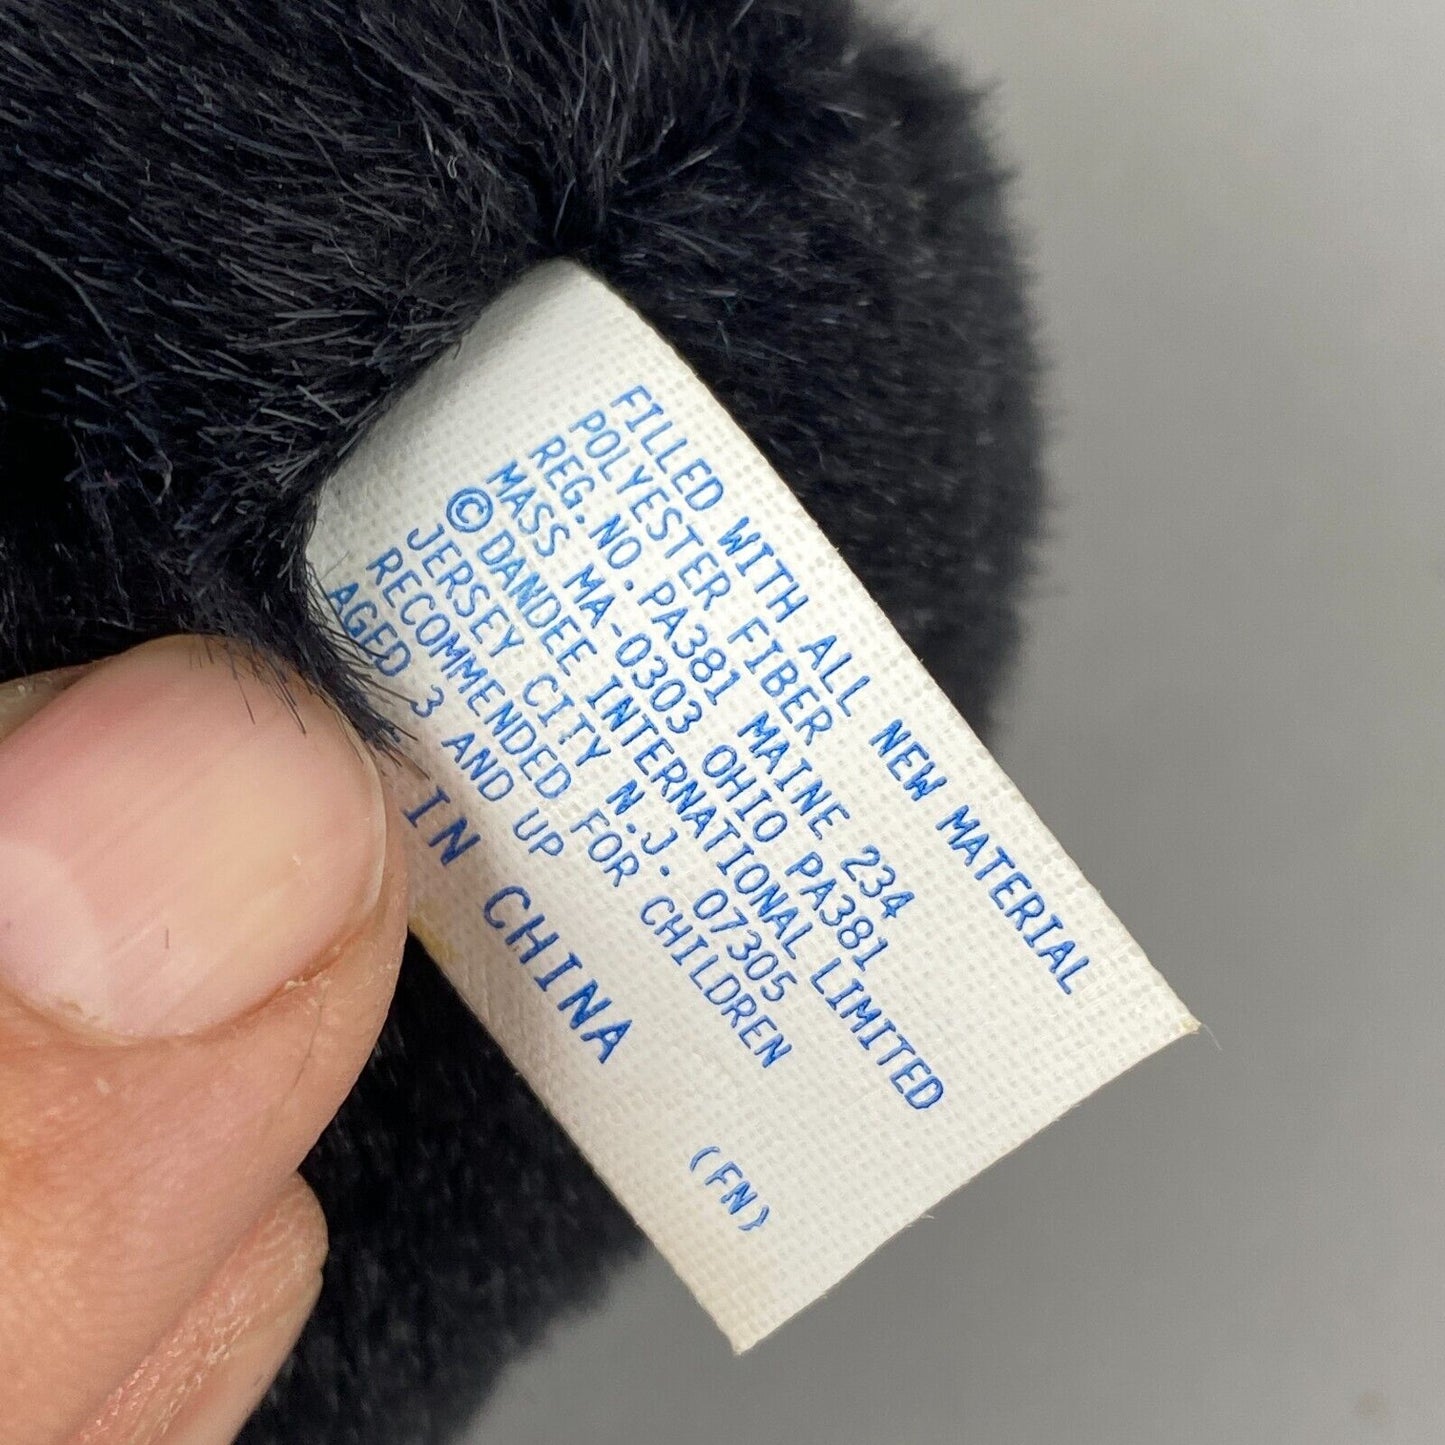 FILLED WITH ALL NEW MATERIAL
POLYESTER FIBER
REG. NO. PA381 MAINE 234
MASS MA-0303 OHIO PA381
© DANDEE INTERNATIONAL LIMITED
JERSEY CITY N.J. 07305
RECOMMENDED FOR CHILDREN
AGED 3 AND UP
IN CHINA
(FN)